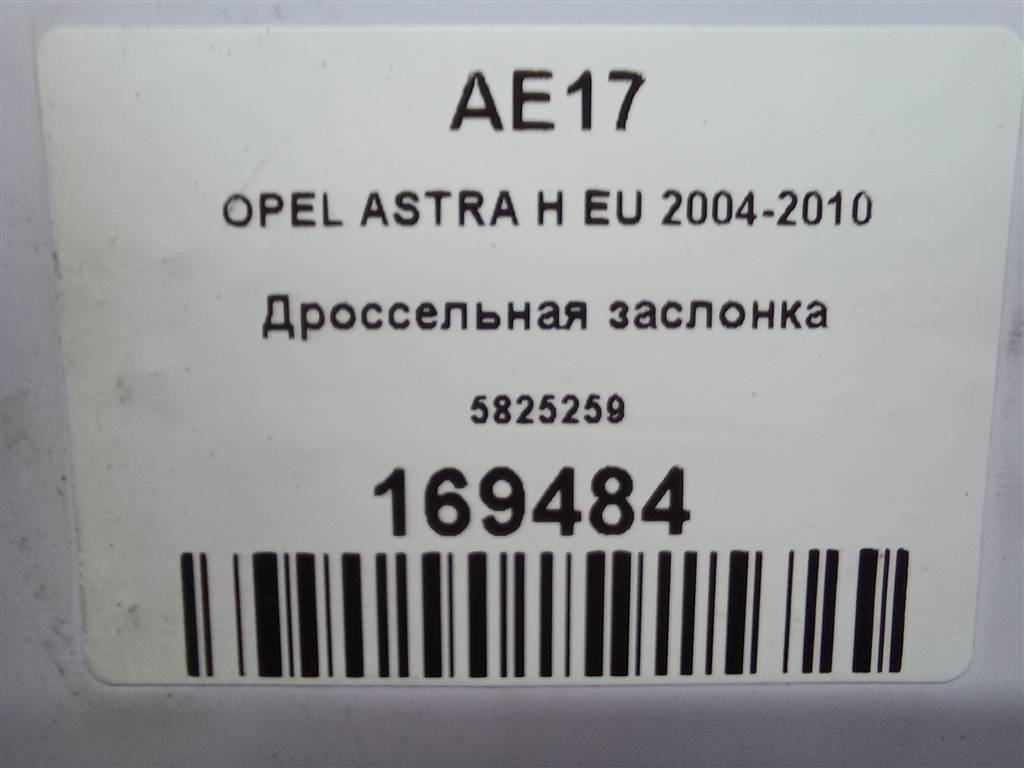 AE17
OPEL ASTRA H EU 2004-2010
Дроссельная заслонка
5825259
169484